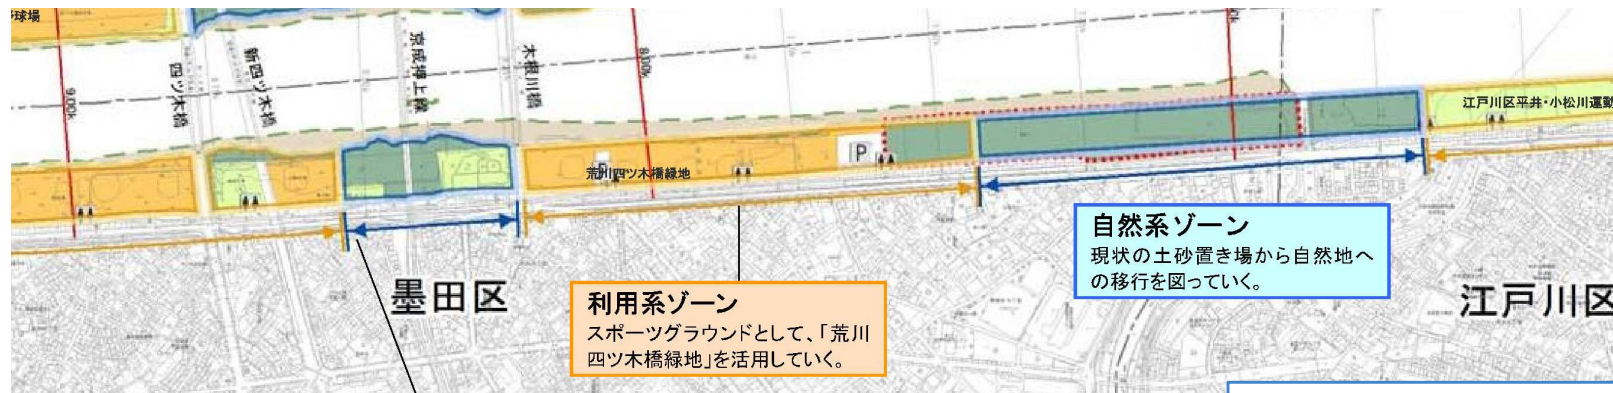 球場
9.00k
四ツ木橋
新四ツ木橋
京成押上線
木根川橋
8.00k
荒川四ツ木橋緑地
P
江戸川区平井・小松川運動
墨田区
利用系ゾーン
スポーツグラウンドとして、「荒川
四ツ木橋緑地」を活用していく。
自然系ゾーン
現状の土砂置き場から自然地へ
の移行を図っていく。
江戸川区